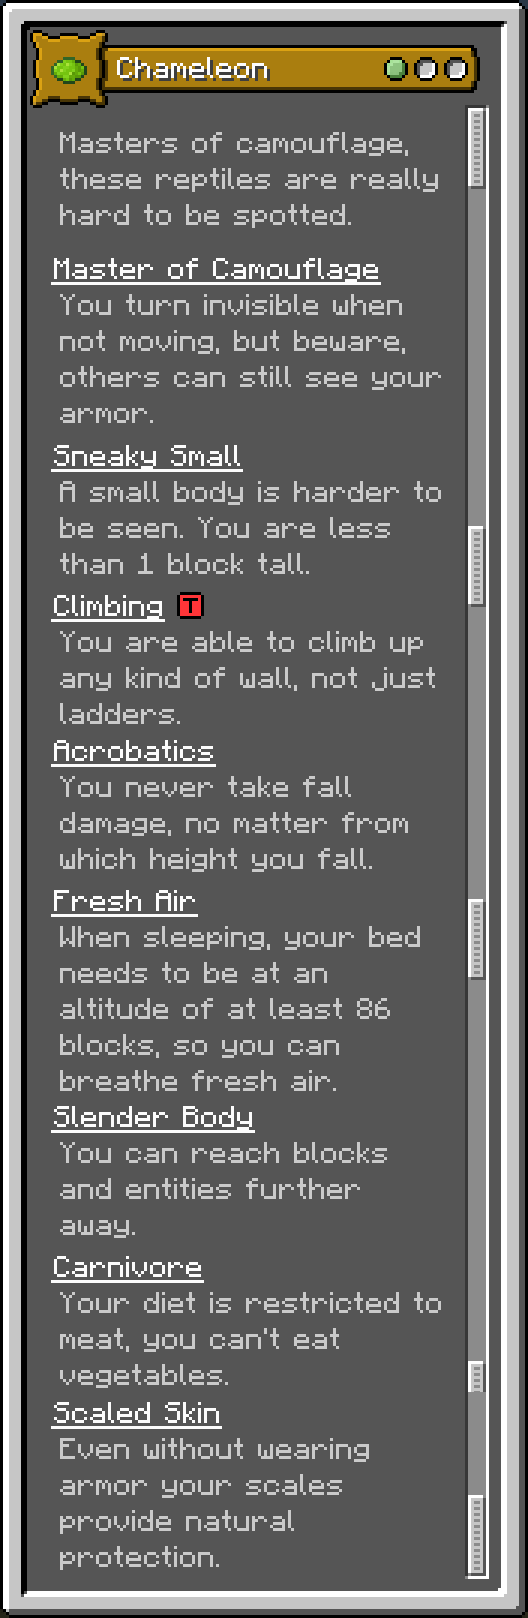 Chameleon
Masters of camouflage,
these reptiles are really
hard to be spotted.
Master of Camouflage
You turn invisible when
not moving, but beware,
others can still see your
armor.
Sneaky Small
A small body is harder to
be seen. You are less
than 1 block tall.
Climbing T
You are able to climb up
any kind of wall, not just
ladders.
Acrobatics
You never take fall
damage, no matter from
which height you fall.
Fresh Air
When sleeping, your bed
needs to be at an
altitude of at least 86
blocks, so you can
breathe fresh air.
Slender Body
You can reach blocks
and entities further
away.
Carnivore
Your diet is restricted to
meat, you can't eat
vegetables.
Scaled Skin
Even without wearing
armor your scales
provide natural
protection.